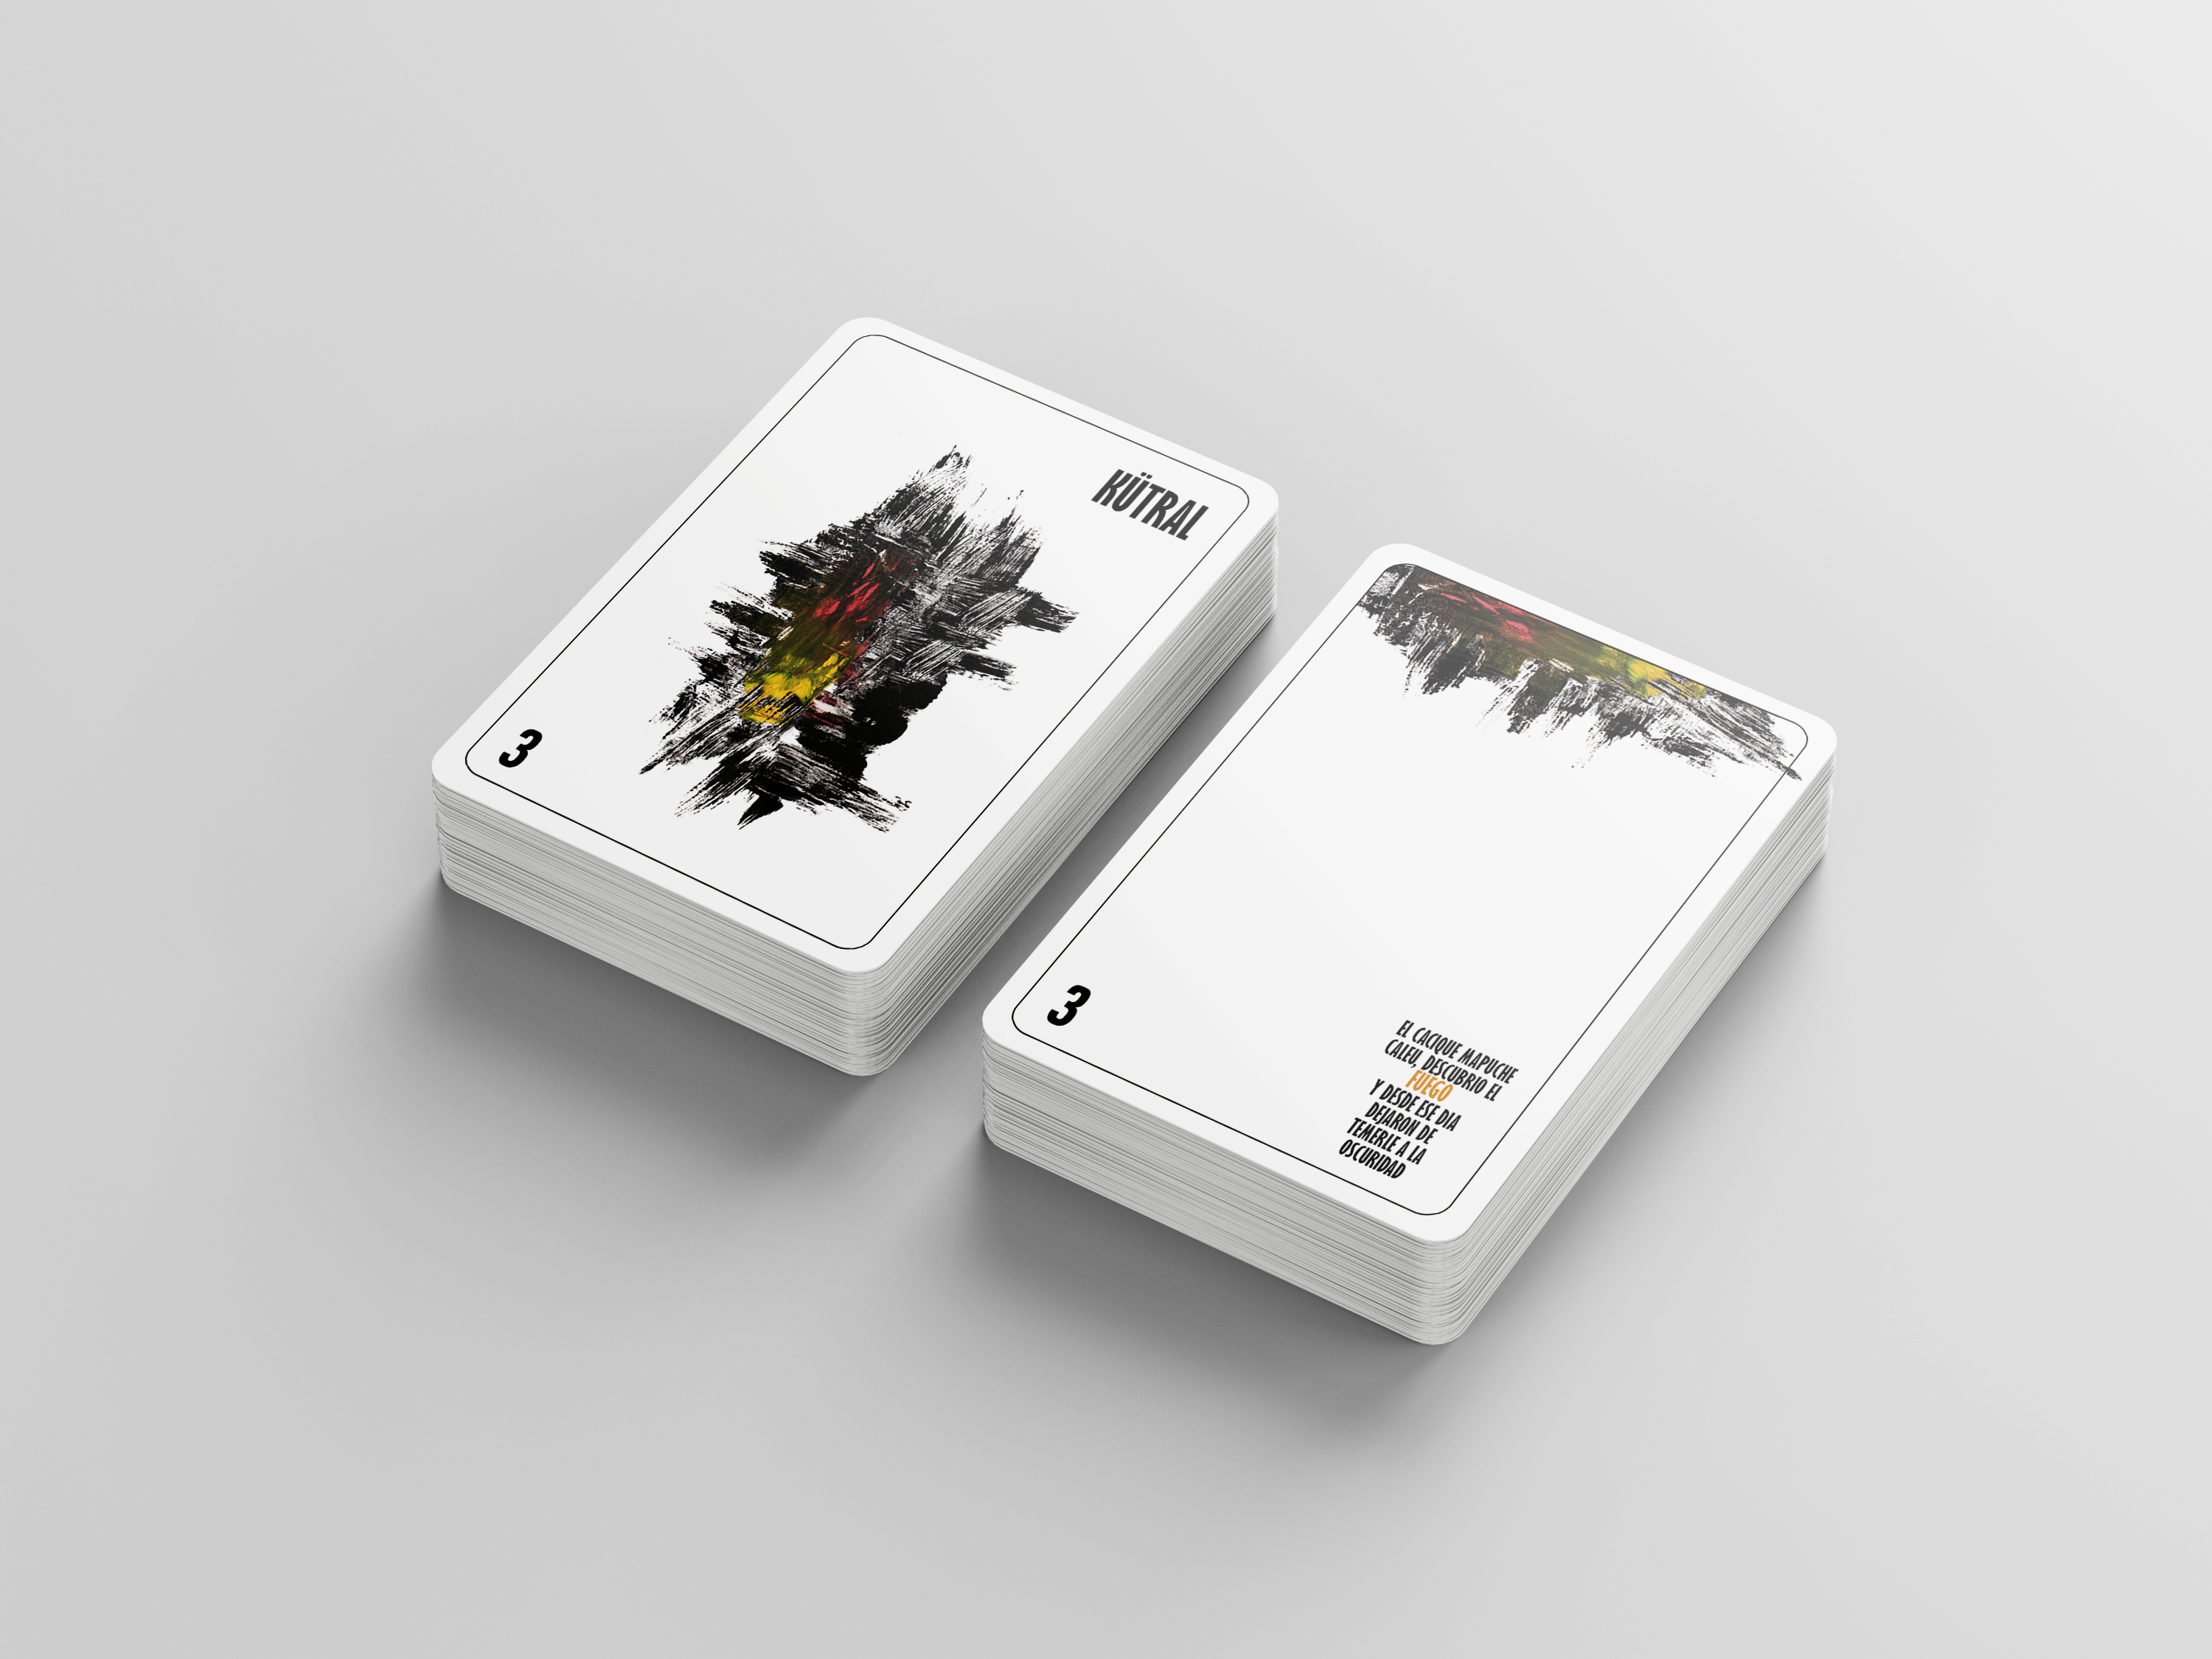 KÜTRAL
3
3
EL CACIQUE MAPUCHE
CALEU, DESCUBRIO EL
FUEGO
Y DESDE ESE DIA
DEJARON DE
TEMERLE A LA
OSCURIDAD